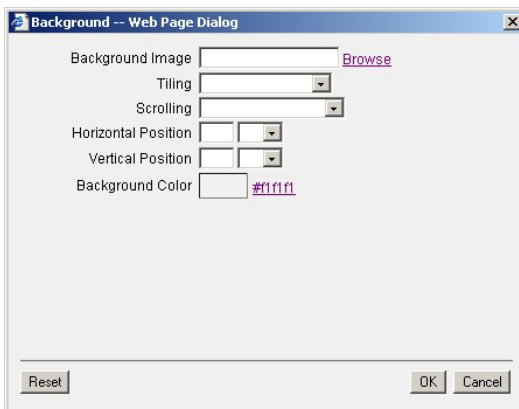 Background -- Web Page Dialog
Background Image Browse
Tiling
Scrolling
Horizontal Position
Vertical Position
Background Color #f1f1f1
Reset OK Cancel